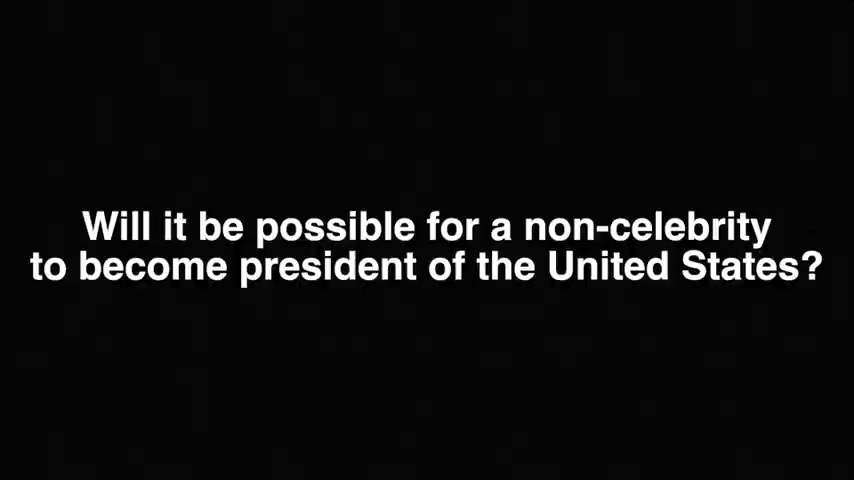 Will it be possible for a non-celebrity
to become president of the United States?